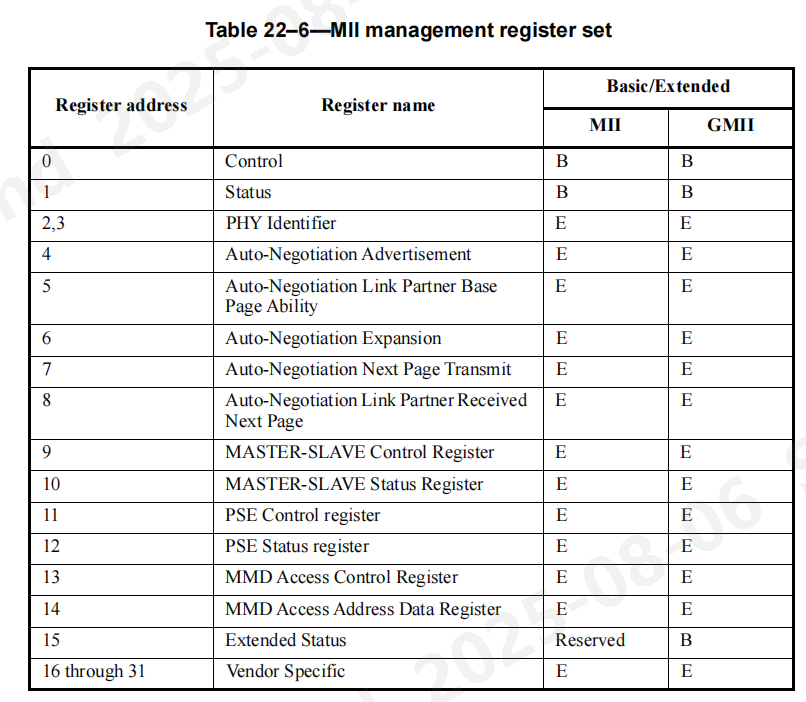 Table 22–6—MII management register set
Register address Register name Basic/Extended
MII GMII
0 Control B B
1 Status B B
2,3 PHY Identifier E E
4 Auto-Negotiation Advertisement E E
5 Auto-Negotiation Link Partner Base E E
Page Ability
6 Auto-Negotiation Expansion E E
7 Auto-Negotiation Next Page Transmit E E
8 Auto-Negotiation Link Partner Received E E
Next Page
9 MASTER-SLAVE Control Register E E
10 MASTER-SLAVE Status Register E E
11 PSE Control register E E
12 PSE Status register E E
13 MMD Access Control Register E E
14 MMD Access Address Data Register E E
15 Extended Status Reserved B
16 through 31 Vendor Specific E E
nd 2025-08-
2025-08-06